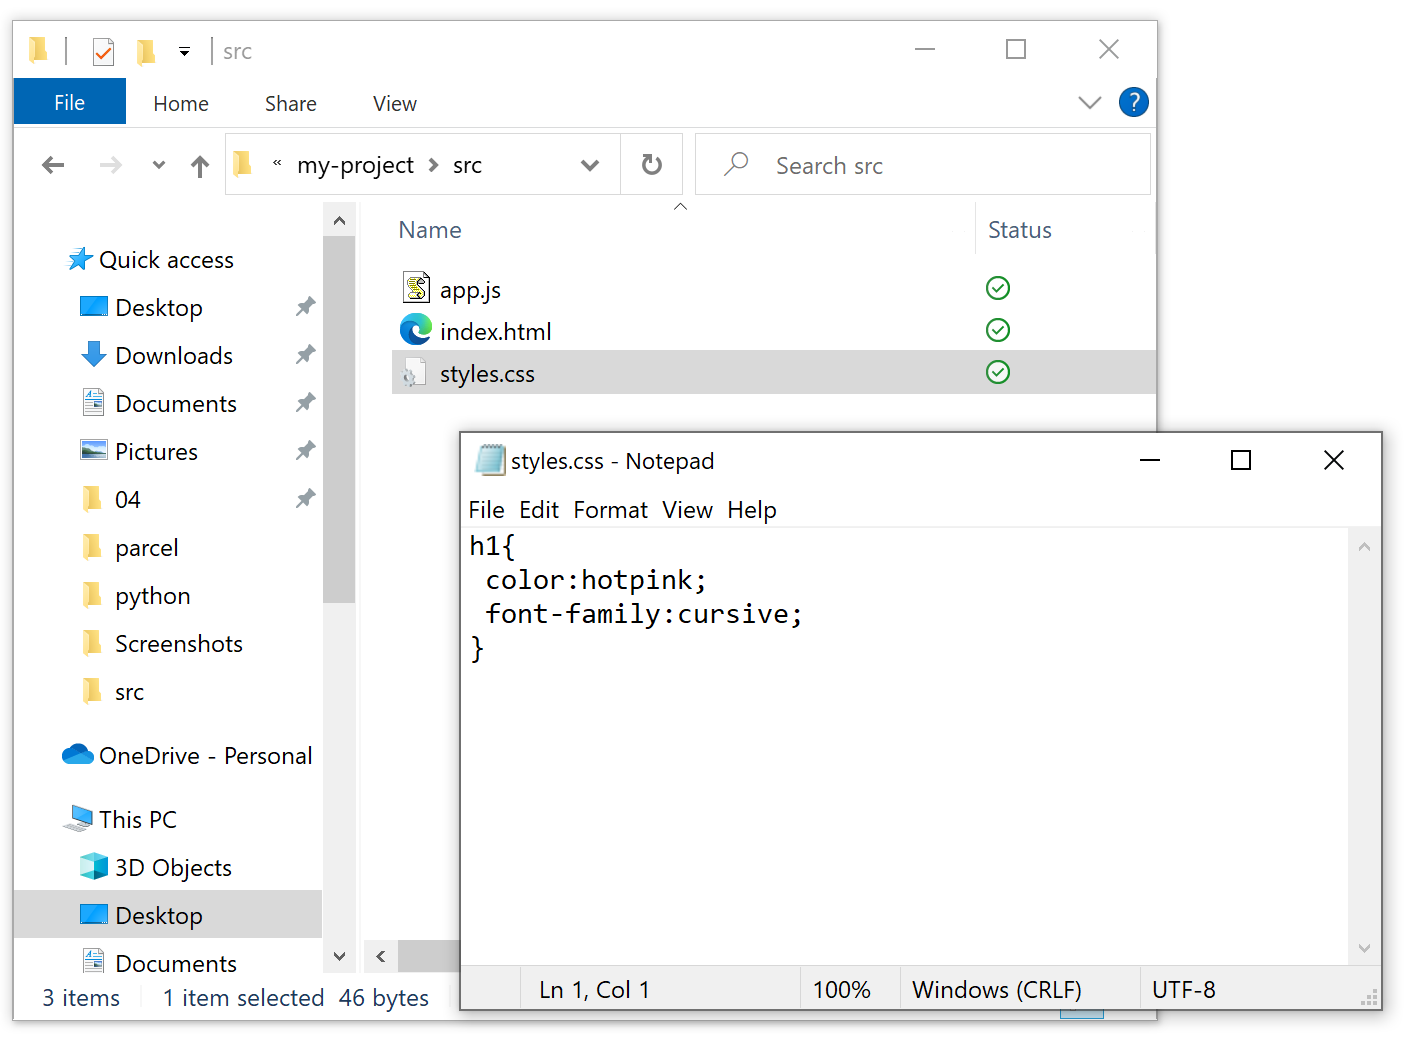 src
File Home Share View
« my-project > src
Search src
Name
Status
Quick access
Desktop
Downloads
Documents
Pictures
04
parcel
python
Screenshots
src
OneDrive - Personal
This PC
3D Objects
Desktop
Documents
app.js
index.html
styles.css
3 items 1 item selected 46 bytes
styles.css - Notepad
File Edit Format View Help
h1{
 color:hotpink;
 font-family:cursive;
}
Ln 1, Col 1 100% Windows (CRLF) UTF-8